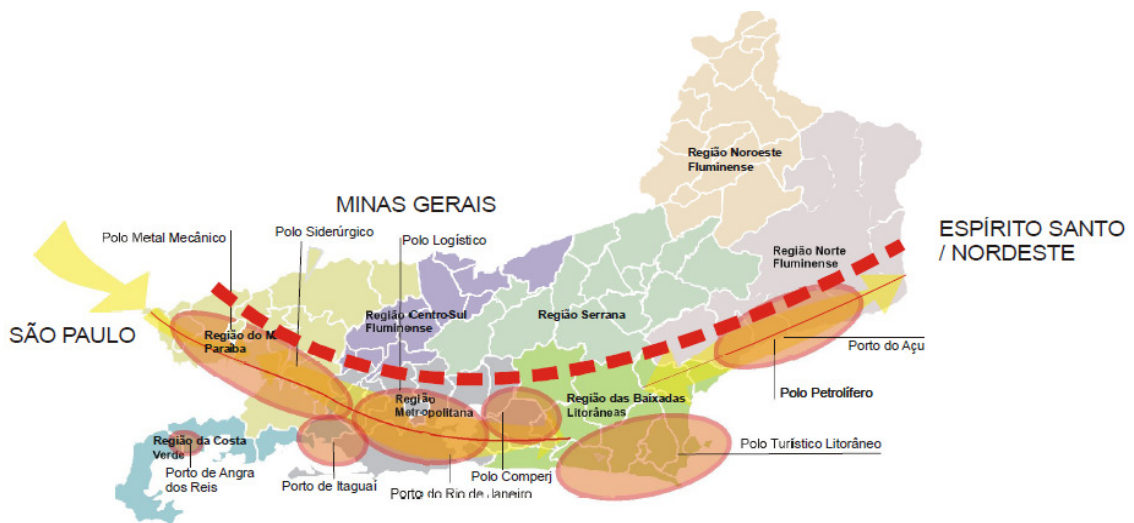 Região Noroeste
Fluminense
MINAS GERAIS
Polo Metal Mecânico
Polo Siderúrgico
Polo Logístico
ESPÍRITO SANTO
/ NORDESTE
Região Norte
Fluminense
SÃO PAULO
Região do M.
Paraíba
Região Centro-Sul
Fluminense
Região Serrana
Porto do Açu
Polo Petrolífero
Região
Metropolitana
Região das Baixadas
Litorâneas
Região da Costa
Verde
Polo Turístico Litorâneo
Porto de Angra
dos Reis
Porto de Itaguaí
Polo Comperj
Porto do Rio de Janeiro